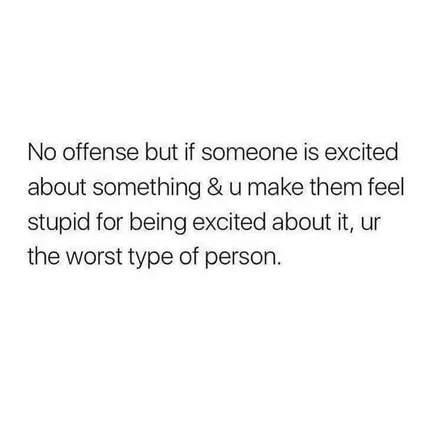 No offense but if someone is excited
about something & u make them feel
stupid for being excited about it, ur
the worst type of person.